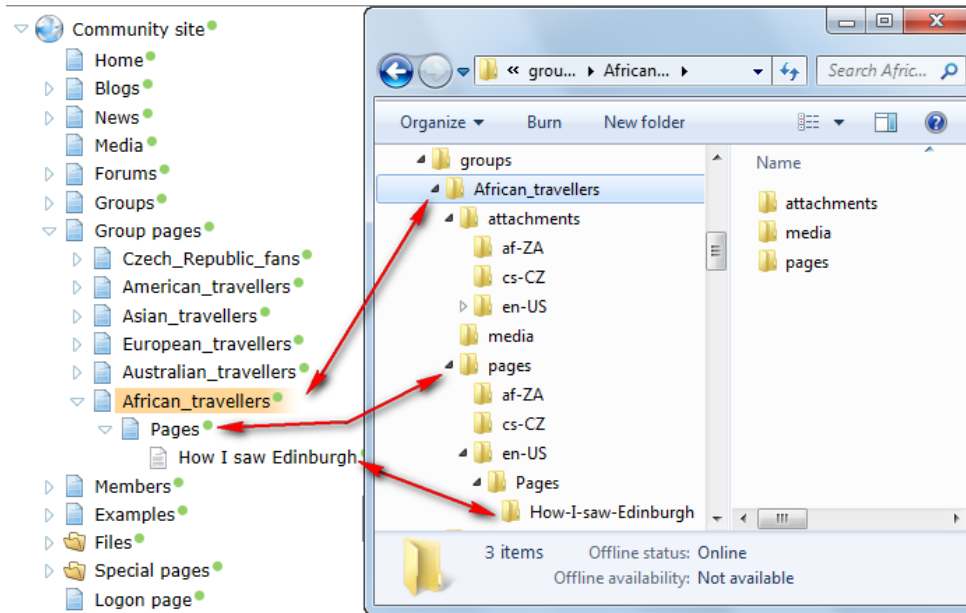 Community site
Home
Blogs
News
Media
Forums
Groups
Group pages
Czech_Republic_fans
American_travellers
Asian_travellers
European_travellers
Australian_travellers
African_travellers
Pages
How I saw Edinburgh
Members
Examples
Files
Special pages
Logon page
« grou... African...
Search Afric...
Organize Burn New folder
groups
African_travellers
attachments
af-ZA
cs-CZ
en-US
media
pages
af-ZA
cs-CZ
en-US
Pages
How-I-saw-Edinburgh
Name
attachments
media
pages
3 items Offline status: Online
Offline availability: Not available